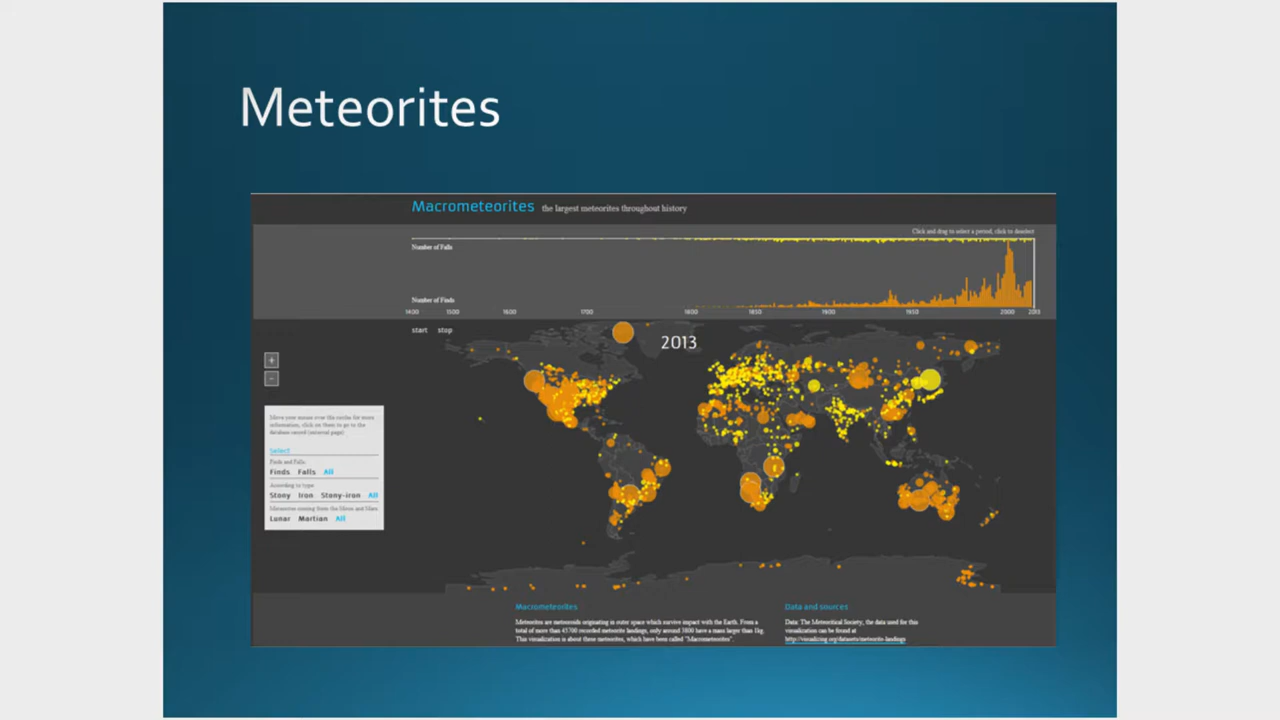 Meteorites
Macrometeorites the largest meteorites throughout history
Click and drag to select a period, click to deselect
Number of Falls
Number of Finds
1400 1500 1600 1700 1800 1850 1900 1950 2000 2013
start stop
2013
+
-
Move your mouse over the circles for more
information, click on them to go to the
database record (external page)
Select
Finds and Falls
Finds Falls All
According to type
Stony Iron Stony-iron All
Meteorites coming from the Moon and Mars
Lunar Martian All
Macrometeorites
Meteorites are meteoroids originating in outer space which survive impact with the Earth. From a
total of more than 45700 recorded meteorite landings, only around 3800 have a mass larger than 1kg.
This visualization is about these meteorites, which have been called "Macrometeorites".
Data and sources
Data: The Meteoritical Society, the data used for this
visualization can be found at
http://visualizing.org/datasets/meteorite-landings